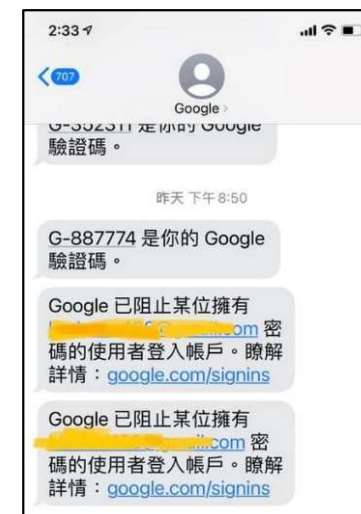 2:33
707
Google
G-352311 是你的 Google
驗證碼。
昨天 下午 8:50
G-887774 是你的 Google
驗證碼。
Google 已阻止某位擁有
om 密
碼的使用者登入帳戶。瞭解
詳情：google.com/signins
Google 已阻止某位擁有
.com 密
碼的使用者登入帳戶。瞭解
詳情：google.com/signins